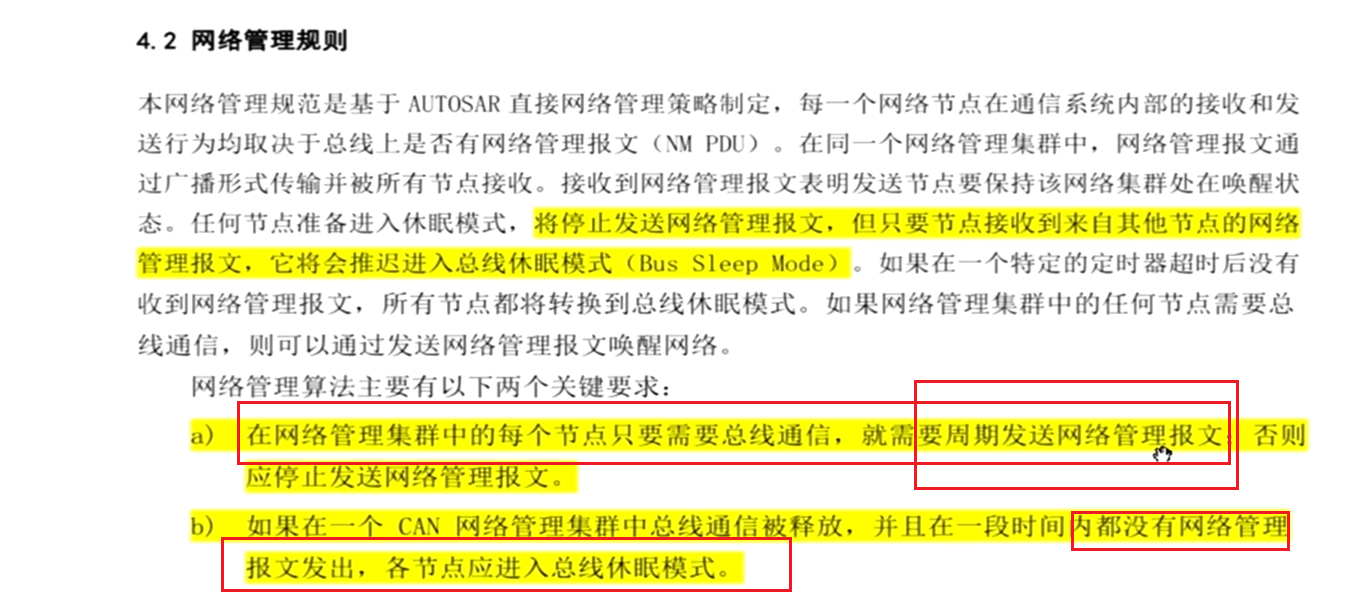 4.2 网络管理规则
本网络管理规范是基于 AUTOSAR 直接网络管理策略制定，每一个网络节点在通信系统内部的接收和发
送行为均取决于总线上是否有网络管理报文（NM PDU）。在同一个网络管理集群中，网络管理报文通
过广播形式传输并被所有节点接收。接收到网络管理报文表明发送节点要保持该网络集群处在唤醒状
态。任何节点准备进入休眠模式，将停止发送网络管理报文，但只要节点接收到来自其他节点的网络
管理报文，它将会推迟进入总线休眠模式（Bus Sleep Mode）。如果在一个特定的定时器超时后没有
收到网络管理报文，所有节点都将转换到总线休眠模式。如果网络管理集群中的任何节点需要总
线通信，则可以通过发送网络管理报文唤醒网络。
网络管理算法主要有以下两个关键要求：
a) 在网络管理集群中的每个节点只要需要总线通信，就需要周期发送网络管理报文；否则
应停止发送网络管理报文。
b) 如果在一个 CAN 网络管理集群中总线通信被释放，并且在一段时间内都没有网络管理
报文发出，各节点应进入总线休眠模式。